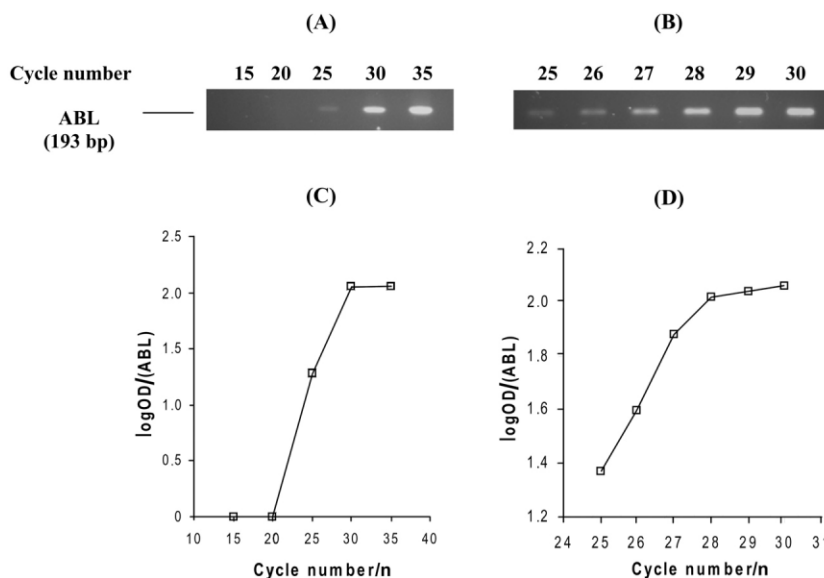 (A)
(B)
Cycle number 15 20 25 30 35
25 26 27 28 29 30
ABL
(193 bp)
(C)
(D)
2.5
2.0
1.5
1.0
0.5
0
logOD/(ABL)
10 15 20 25 30 35 40
Cycle number/n
2.2
2.0
1.8
1.6
1.4
1.2
logOD/(ABL)
24 25 26 27 28 29 30 31
Cycle number/n